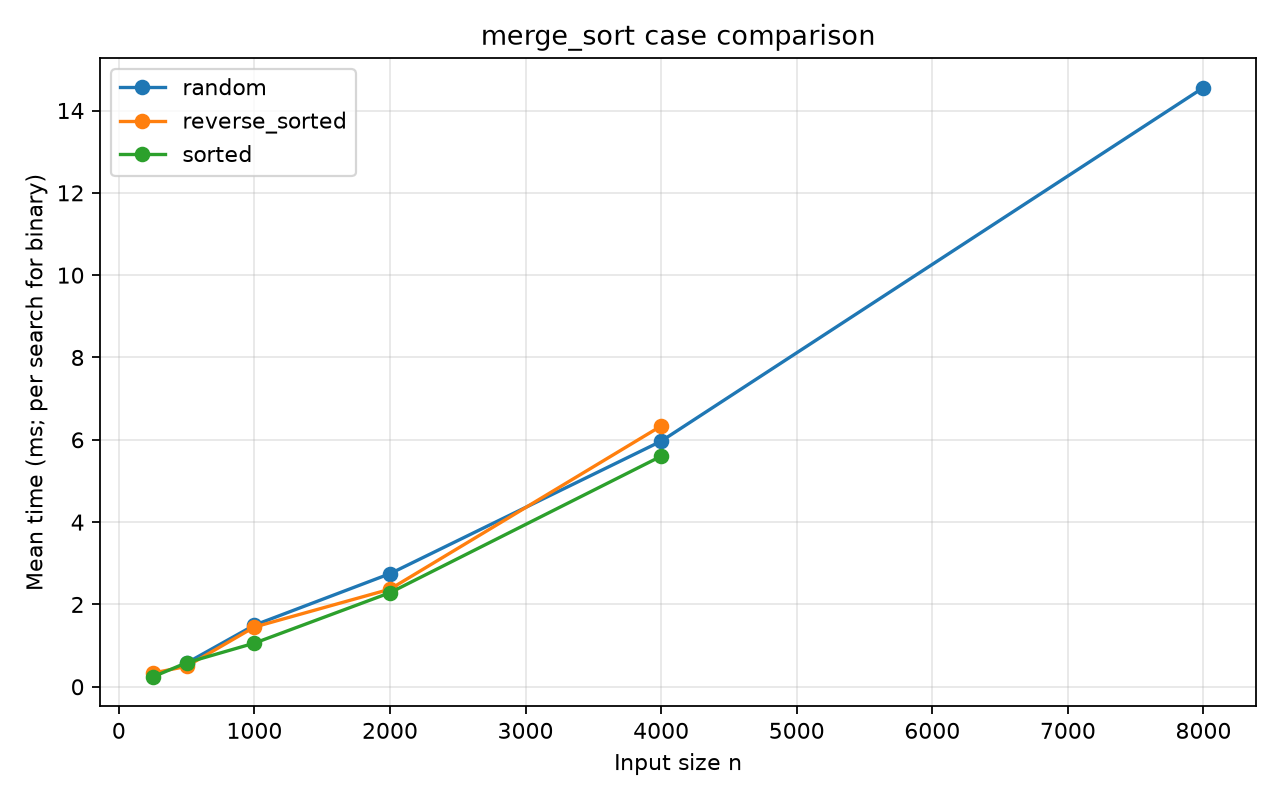 merge_sort case comparison
random
reverse_sorted
sorted
Mean time (ms; per search for binary)
14
12
10
8
6
4
2
0
0 1000 2000 3000 4000 5000 6000 7000 8000
Input size n